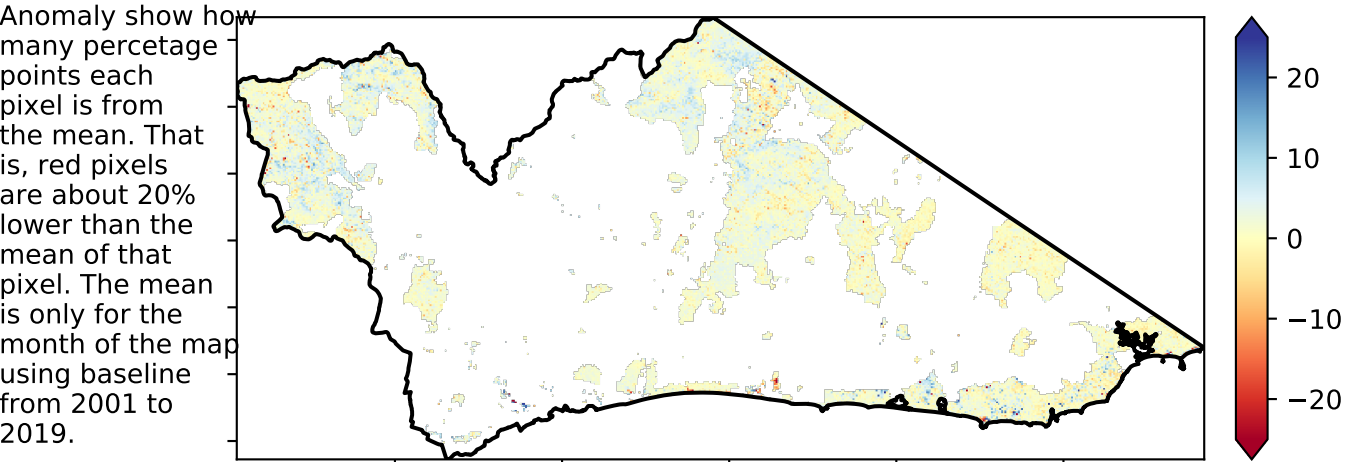 Anomaly show how
many percetage
points each
pixel is from
the mean. That
is, red pixels
are about 20%
lower than the
mean of that
pixel. The mean
is only for the
month of the map
using baseline
from 2001 to
2019.
20
10
0
−10
−20